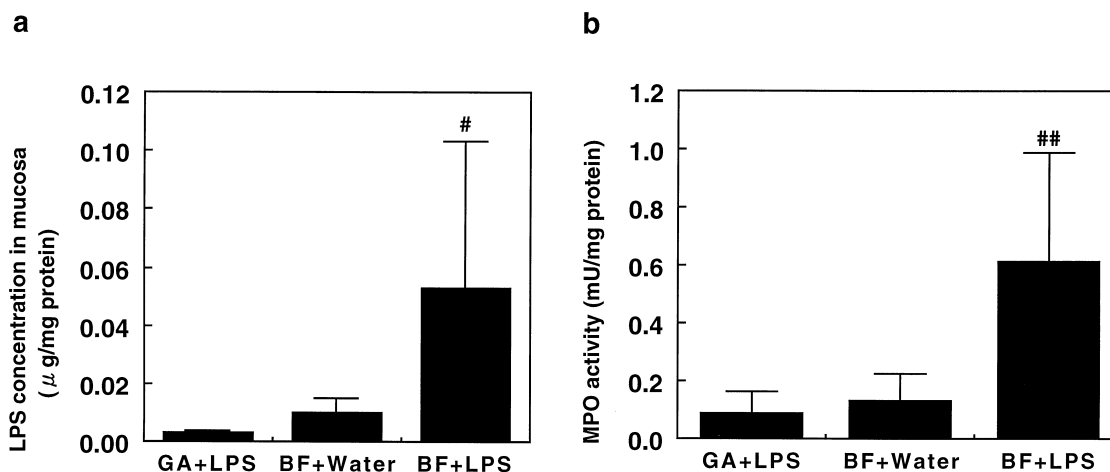 a
LPS concentration in mucosa
(μg/mg protein)
0.12
0.10
0.08
0.06
0.04
0.02
0.00
#
GA+LPS BF+Water BF+LPS
b
MPO activity (mU/mg protein)
1.2
1.0
0.8
0.6
0.4
0.2
0.0
##
GA+LPS BF+Water BF+LPS